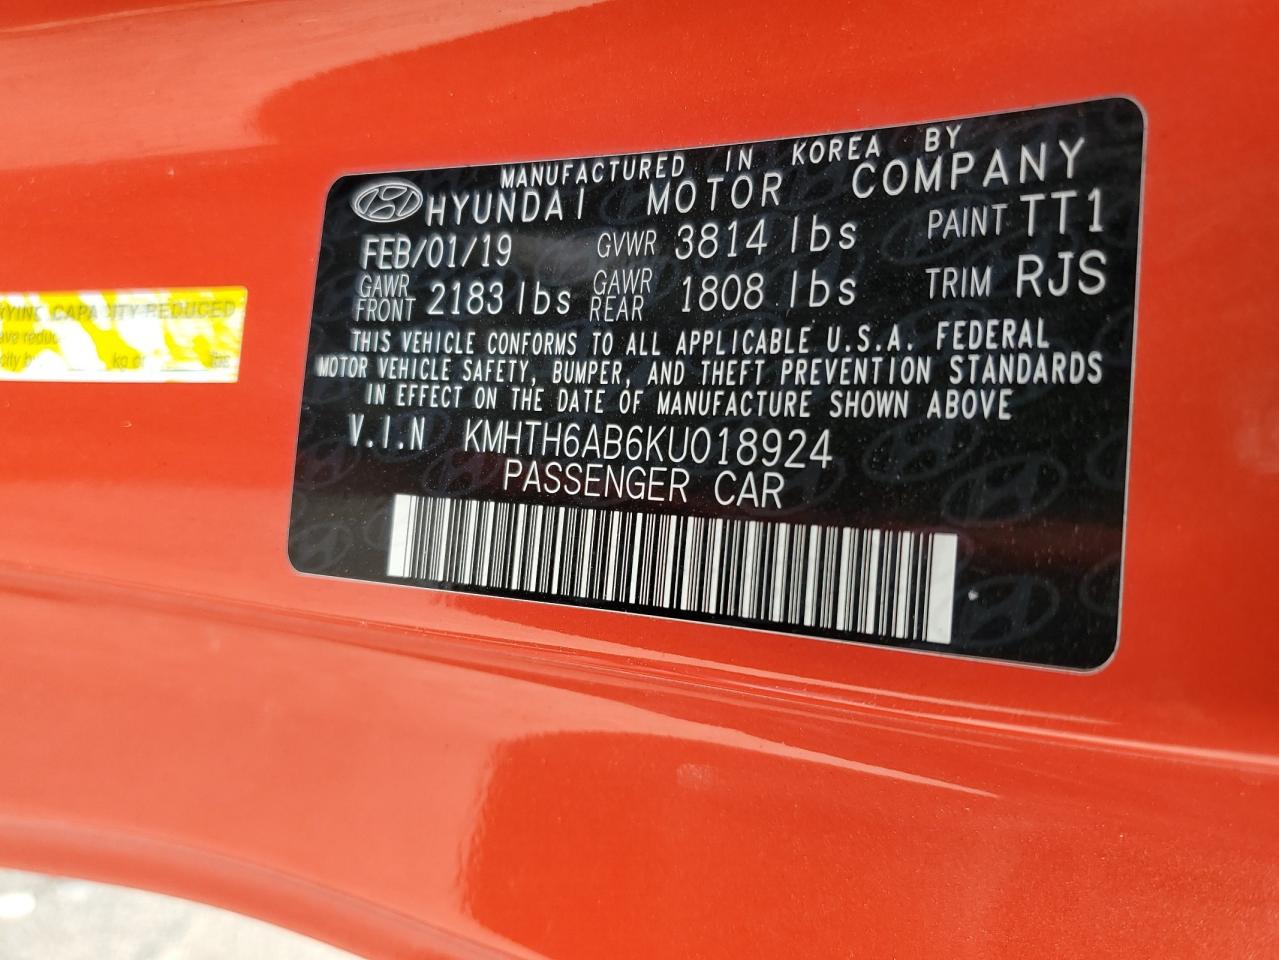 MANUFACTURED IN KOREA BY
HYUNDAI MOTOR COMPANY
FEB/01/19 GVWR 3814 lbs PAINT TT1
GAWR FRONT 2183 lbs GAWR REAR 1808 lbs TRIM RJS
THIS VEHICLE CONFORMS TO ALL APPLICABLE U.S.A. FEDERAL
MOTOR VEHICLE SAFETY, BUMPER, AND THEFT PREVENTION STANDARDS
IN EFFECT ON THE DATE OF MANUFACTURE SHOWN ABOVE
V.I.N KMHTH6AB6KU018924
PASSENGER CAR
CAPACITY REDUCED
kg lbs